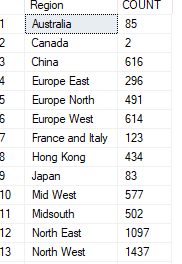 Region COUNT
1 Australia 85
2 Canada 2
3 China 616
4 Europe East 296
5 Europe North 491
6 Europe West 614
7 France and Italy 123
8 Hong Kong 434
9 Japan 83
10 Mid West 577
11 Midsouth 502
12 North East 1097
13 North West 1437